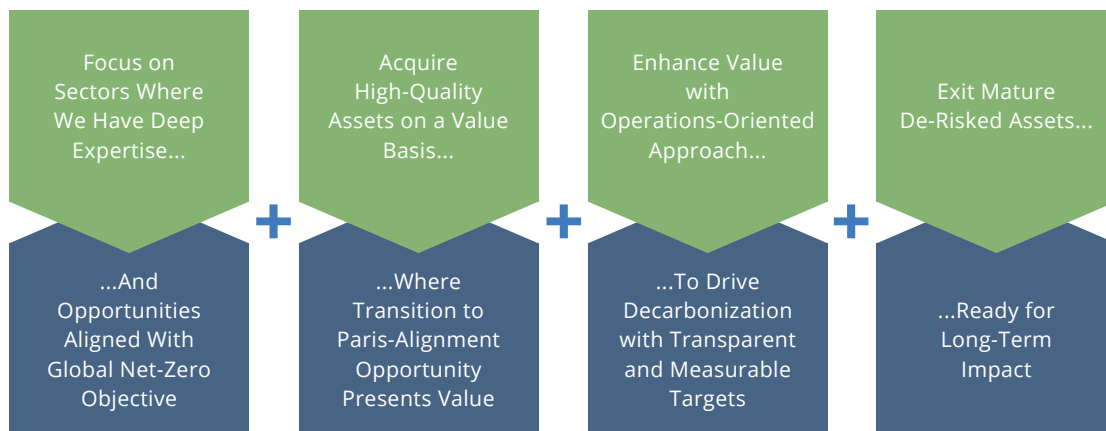 Focus on
Sectors Where
We Have Deep
Expertise...
...And
Opportunities
Aligned With
Global Net-Zero
Objective
+
Acquire
High-Quality
Assets on a Value
Basis...
...Where
Transition to
Paris-Alignment
Opportunity
Presents Value
+
Enhance Value
with
Operations-Oriented
Approach...
...To Drive
Decarbonization
with Transparent
and Measurable
Targets
+
Exit Mature
De-Risked Assets...
...Ready for
Long-Term
Impact